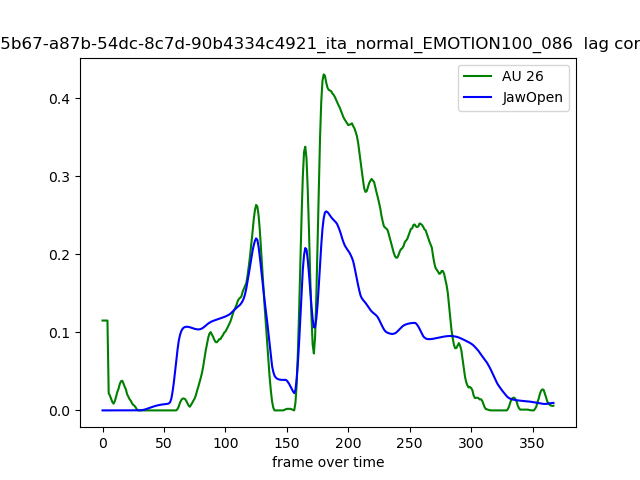 5b67-a87b-54dc-8c7d-90b4334c4921_ita_normal_EMOTION100_086 lag cor
AU 26
JawOpen
0.4
0.3
0.2
0.1
0.0
0 50 100 150 200 250 300 350
frame over time